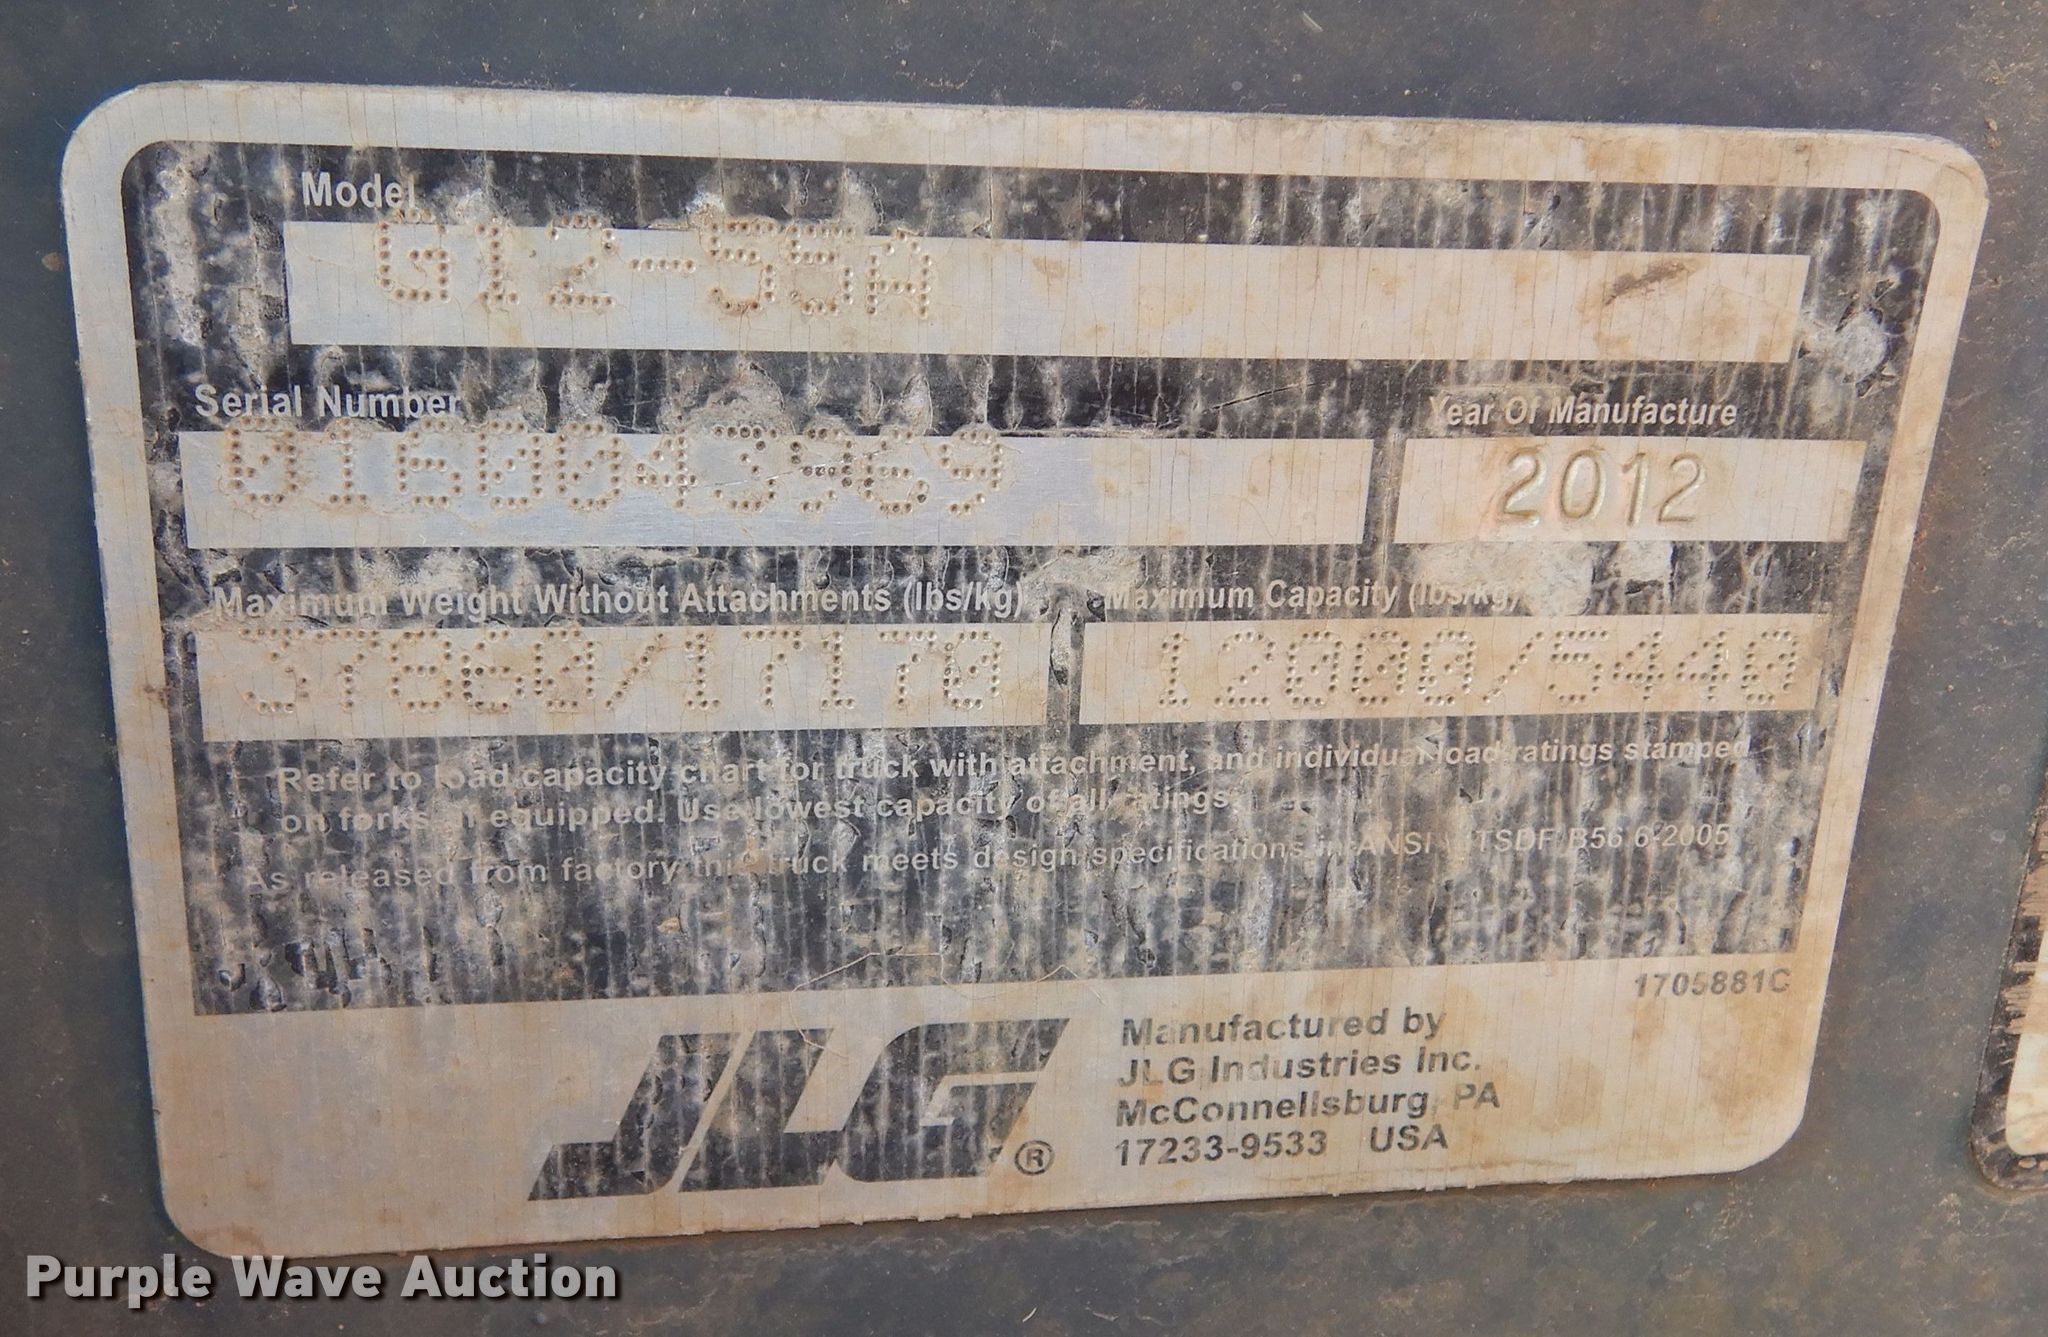 Model
G12-55A
Serial Number
0160043969
Year Of Manufacture
2012
Maximum Weight Without Attachments (lbs/kg)
37860/17170
Maximum Capacity (lbs/kg)
12000/5440
Refer to load capacity chart for truck with attachment, and individual load ratings stamped
on forks if equipped. Use lowest capacity of all ratings.
As released from factory this truck meets design specifications in ANSI / ITSDF B56.6-2005
1705881C
JLG ®
Manufactured by
JLG Industries Inc.
McConnellsburg, PA
17233-9533 USA
Purple Wave Auction